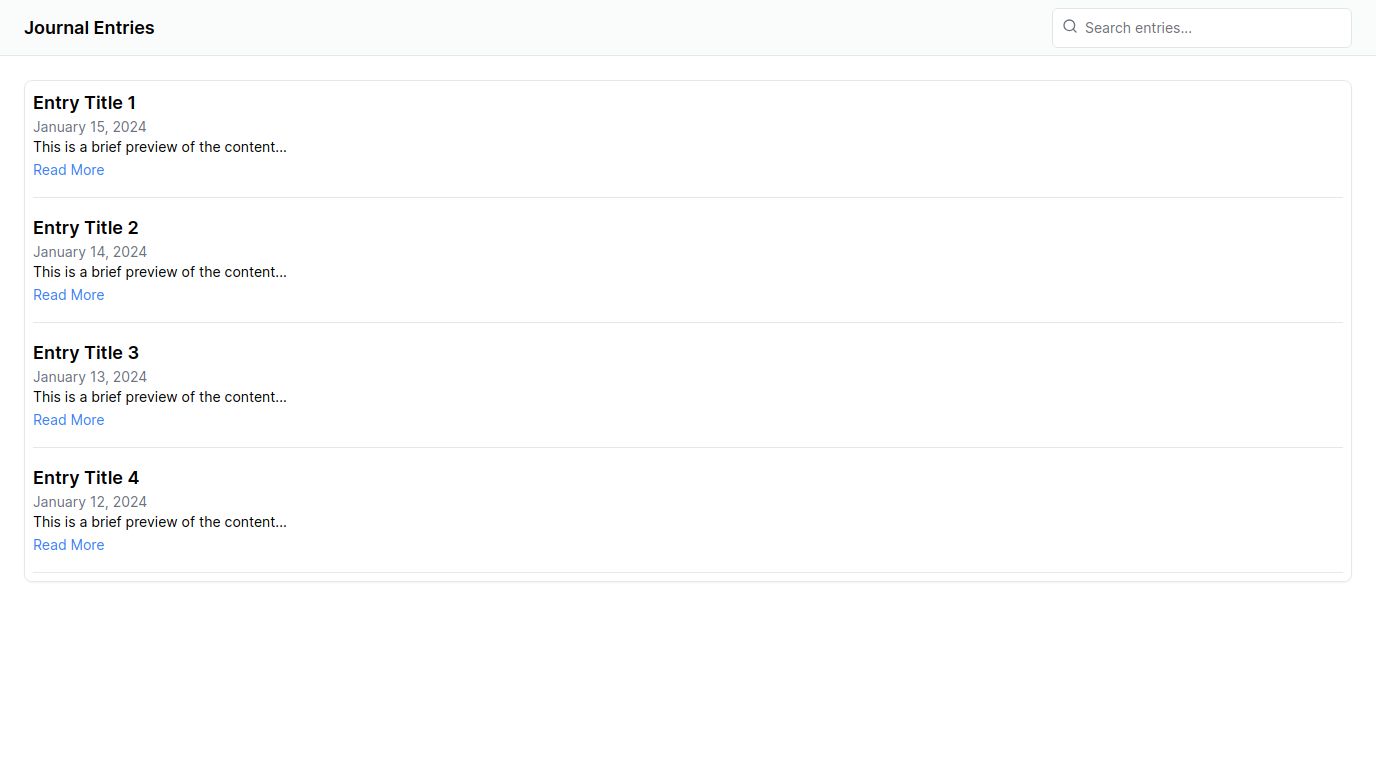 Journal Entries
Search entries...
Entry Title 1
January 15, 2024
This is a brief preview of the content...
Read More
Entry Title 2
January 14, 2024
This is a brief preview of the content...
Read More
Entry Title 3
January 13, 2024
This is a brief preview of the content...
Read More
Entry Title 4
January 12, 2024
This is a brief preview of the content...
Read More